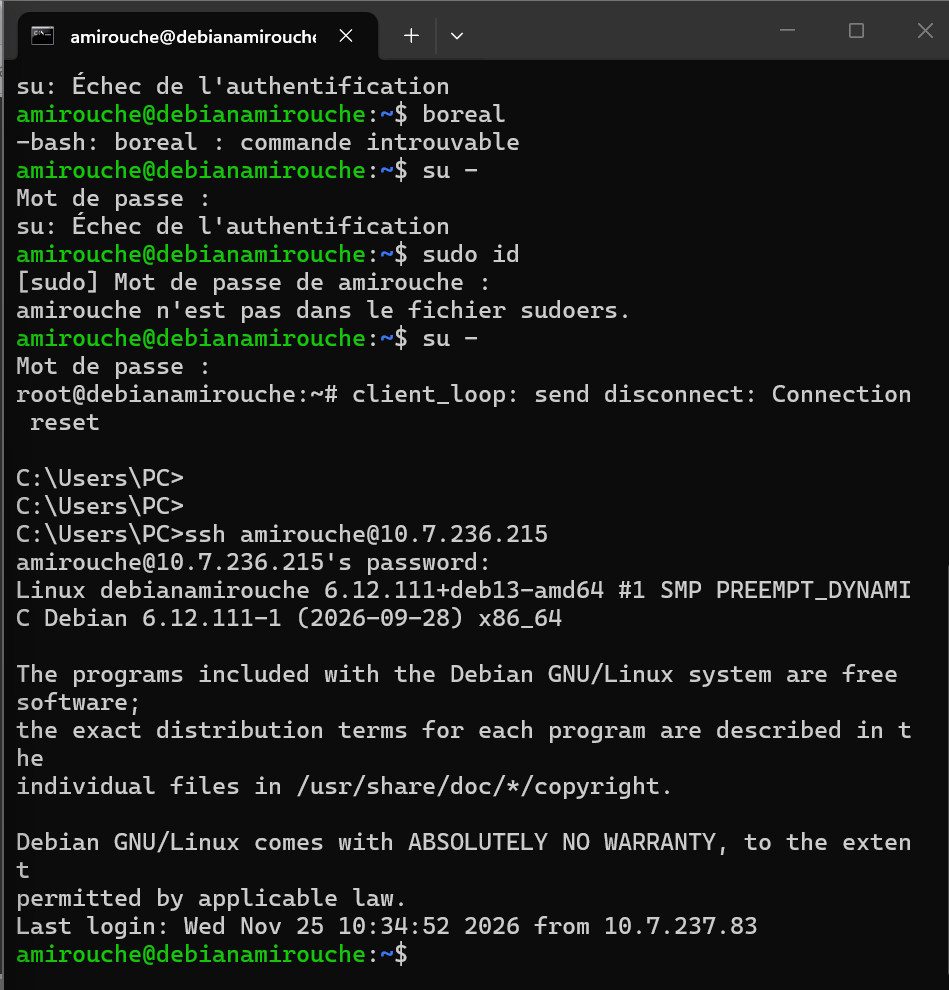 amirouche@debianamirouche
su: Échec de l'authentification
amirouche@debianamirouche:~$ boreal
-bash: boreal : commande introuvable
amirouche@debianamirouche:~$ su -
Mot de passe :
su: Échec de l'authentification
amirouche@debianamirouche:~$ sudo id
[sudo] Mot de passe de amirouche :
amirouche n'est pas dans le fichier sudoers.
amirouche@debianamirouche:~$ su -
Mot de passe :
root@debianamirouche:~# client_loop: send disconnect: Connection
 reset
C:\Users\PC>
C:\Users\PC>
C:\Users\PC>ssh amirouche@10.7.236.215
amirouche@10.7.236.215's password:
Linux debianamirouche 6.12.111+deb13-amd64 #1 SMP PREEMPT_DYNAMI
C Debian 6.12.111-1 (2026-09-28) x86_64
The programs included with the Debian GNU/Linux system are free
software;
the exact distribution terms for each program are described in t
he
individual files in /usr/share/doc/*/copyright.
Debian GNU/Linux comes with ABSOLUTELY NO WARRANTY, to the exten
t
permitted by applicable law.
Last login: Wed Nov 25 10:34:52 2026 from 10.7.237.83
amirouche@debianamirouche:~$